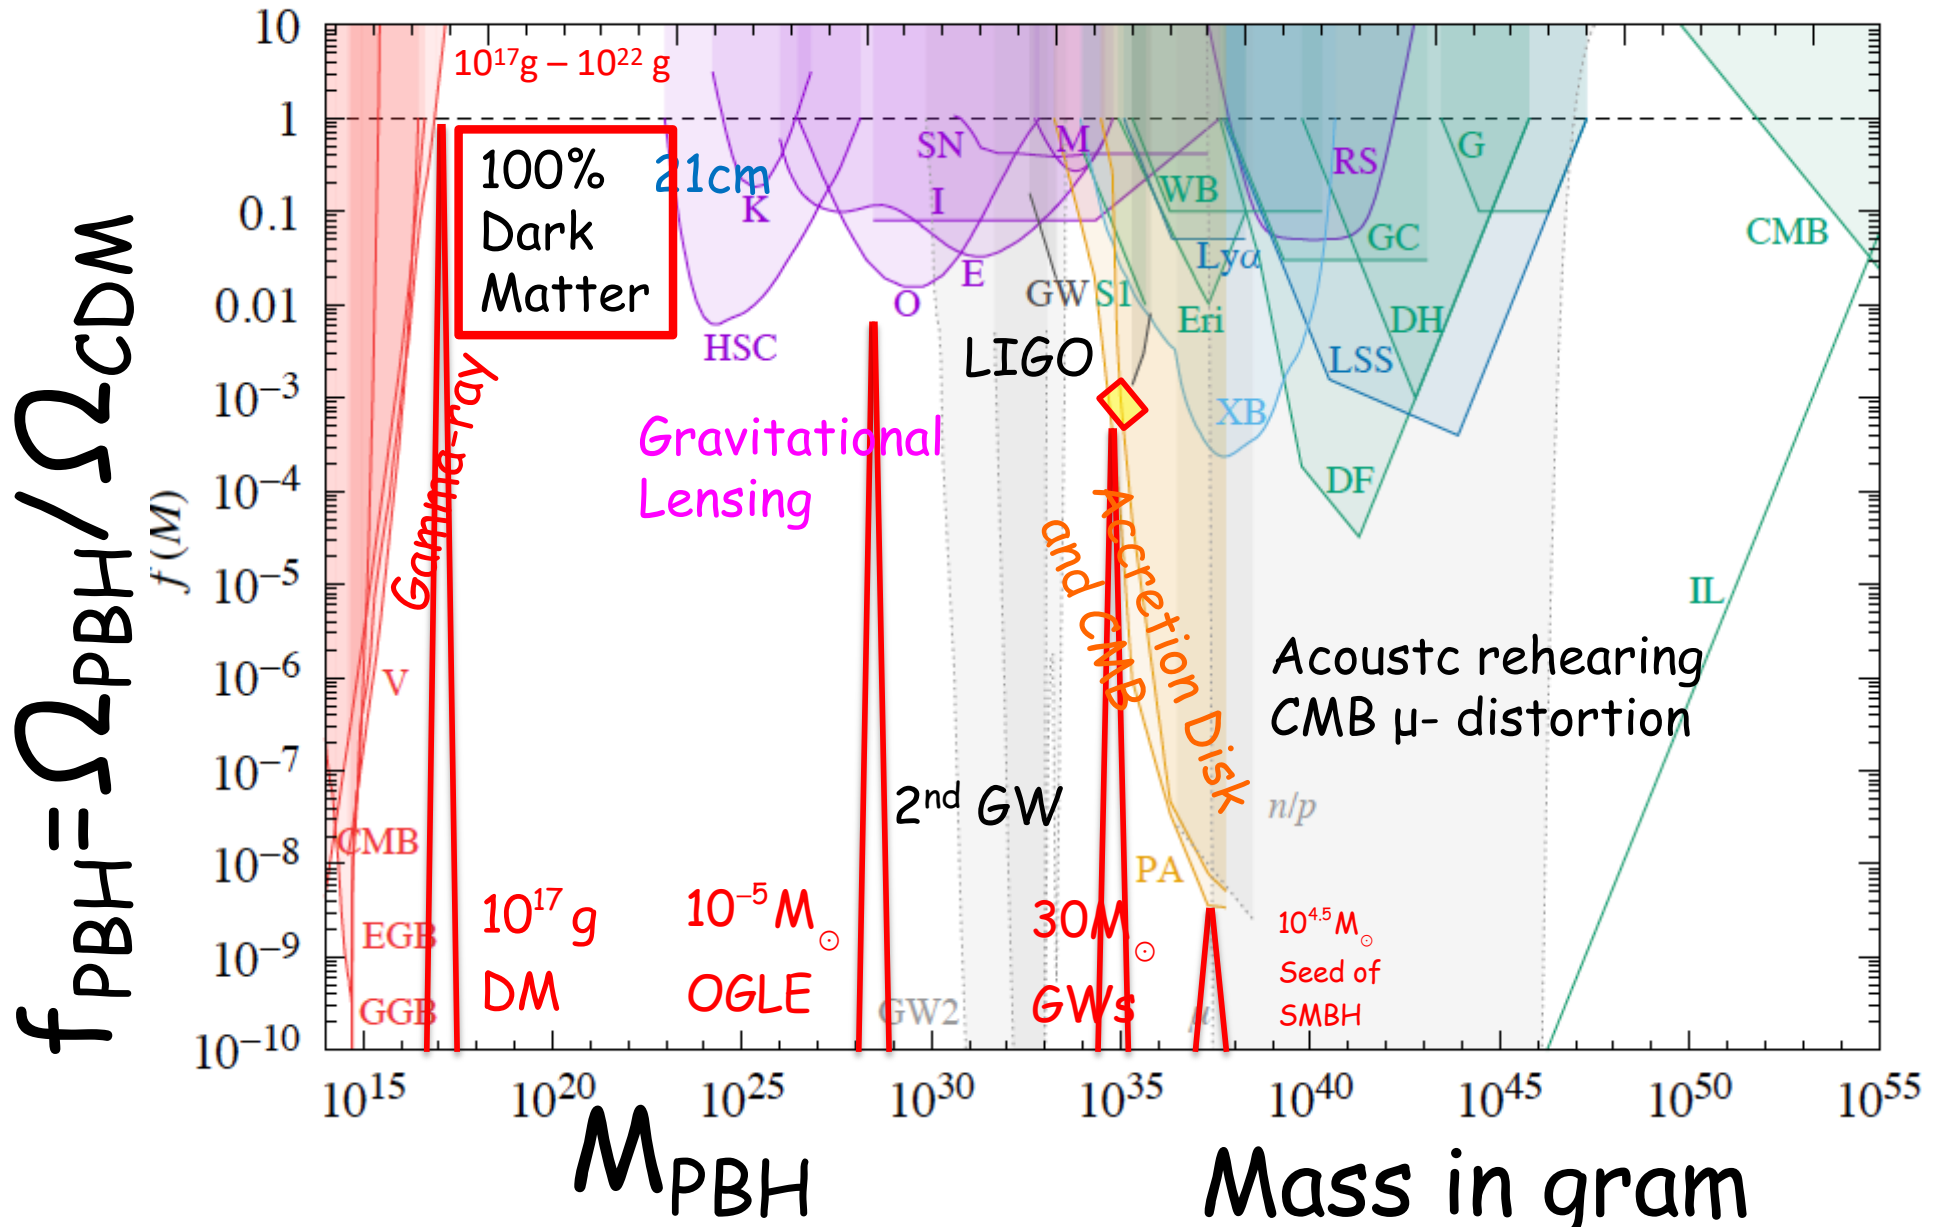 10
1
0.1
0.01
10⁻³
10⁻⁴
10⁻⁵
10⁻⁶
10⁻⁷
10⁻⁸
10⁻⁹
10⁻¹⁰
f_PBH=Ω_PBH/Ω_CDM
f (M)
10¹⁷g – 10²² g
100%
Dark
Matter
21cm
K
HSC
SN
I
O
E
M
GW
S1
WB
Lyα
Eri
RS
GC
G
DH
LSS
XB
DF
CMB
IL
LIGO
Gamma-ray
Gravitational
Lensing
Accretion Disk
and CMB
Acoustc rehearing
CMB μ- distortion
V
CMB
EGB
GGB
2nd GW
n/p
PA
10¹⁷ g
DM
10⁻⁵ M☉
OGLE
GW2
30M☉
GWs
μ
10⁴·⁵M☉
Seed of
SMBH
10¹⁵
10²⁰
10²⁵
10³⁰
10³⁵
10⁴⁰
10⁴⁵
10⁵⁰
10⁵⁵
M_PBH
Mass in gram